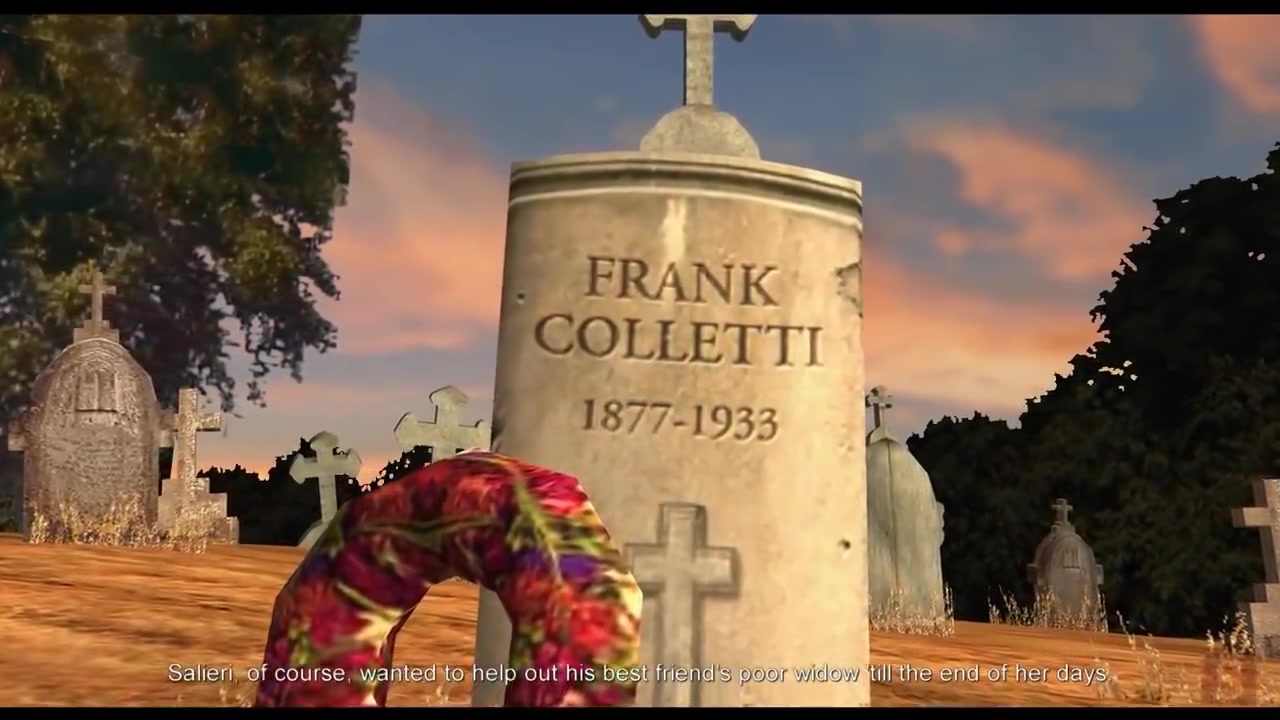 FRANK
COLLETTI
1877-1933
Salieri, of course, wanted to help out his best friend's poor widow 'till the end of her days.